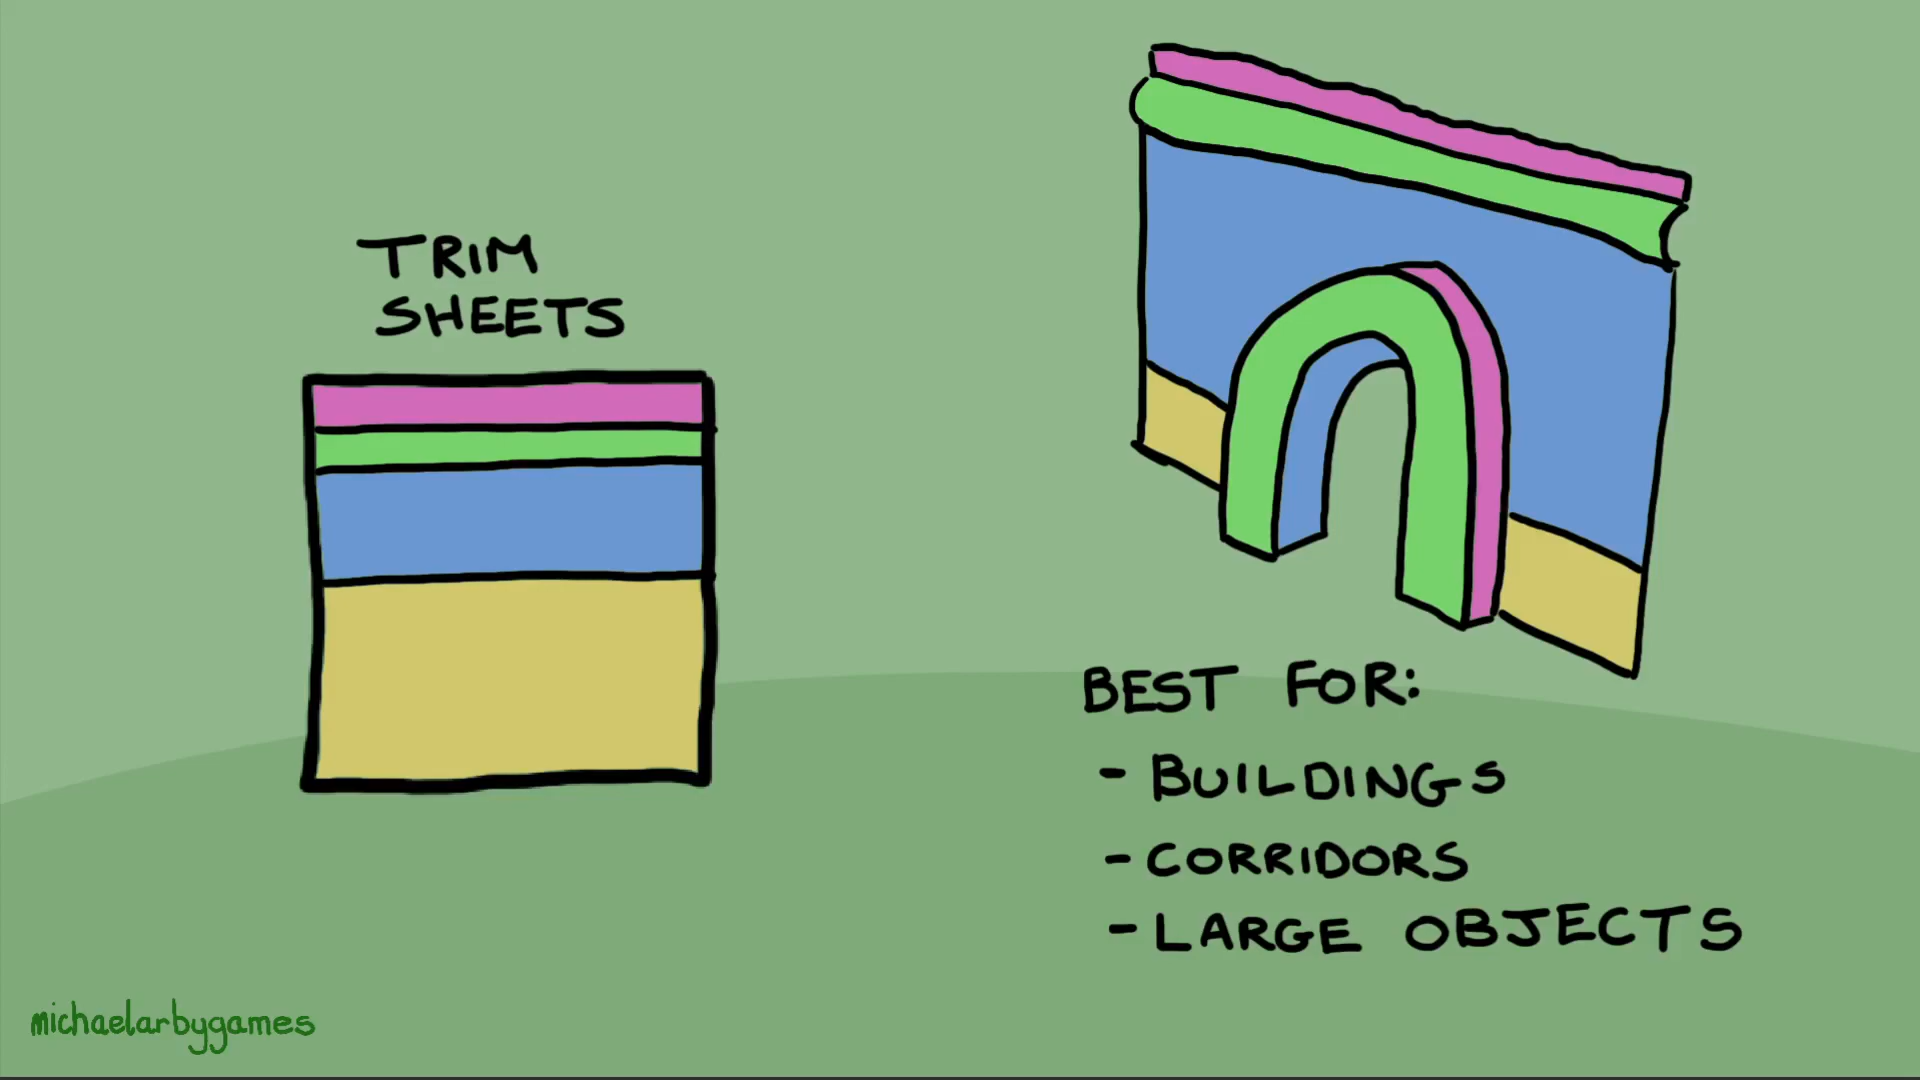 TRIM
SHEETS
BEST FOR:
- BUILDINGS
- CORRIDORS
- LARGE OBJECTS
michaelarbygames